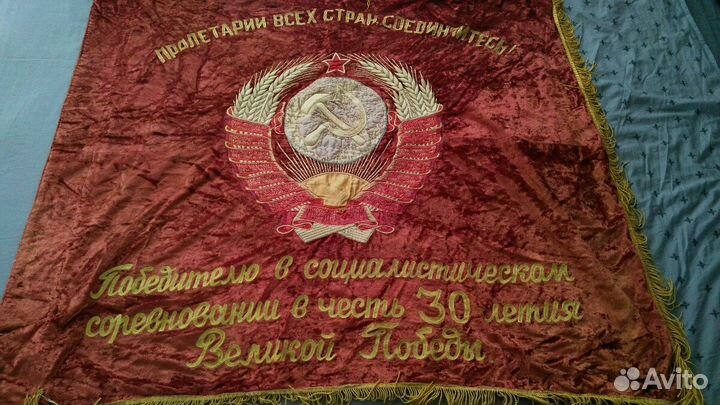 ПРОЛЕТАРИИ ВСЕХ СТРАН, СОЕДИНЯЙТЕСЬ!
Победителю в социалистическом
соревновании в честь 30 летия
Великой Победы
Avito